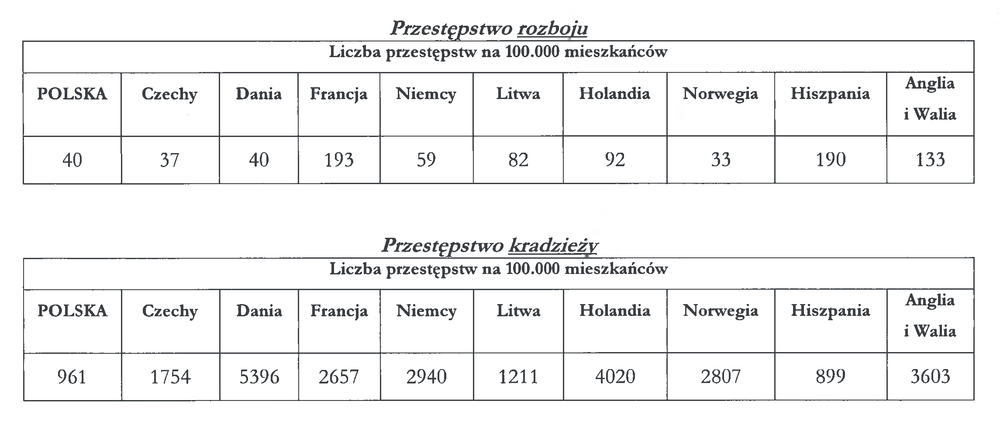 Przestępstwo rozboju
Liczba przestępstw na 100.000 mieszkańców
POLSKA Czechy Dania Francja Niemcy Litwa Holandia Norwegia Hiszpania Anglia i Walia
40 37 40 193 59 82 92 33 190 133
Przestępstwo kradzieży
Liczba przestępstw na 100.000 mieszkańców
POLSKA Czechy Dania Francja Niemcy Litwa Holandia Norwegia Hiszpania Anglia i Walia
961 1754 5396 2657 2940 1211 4020 2807 899 3603